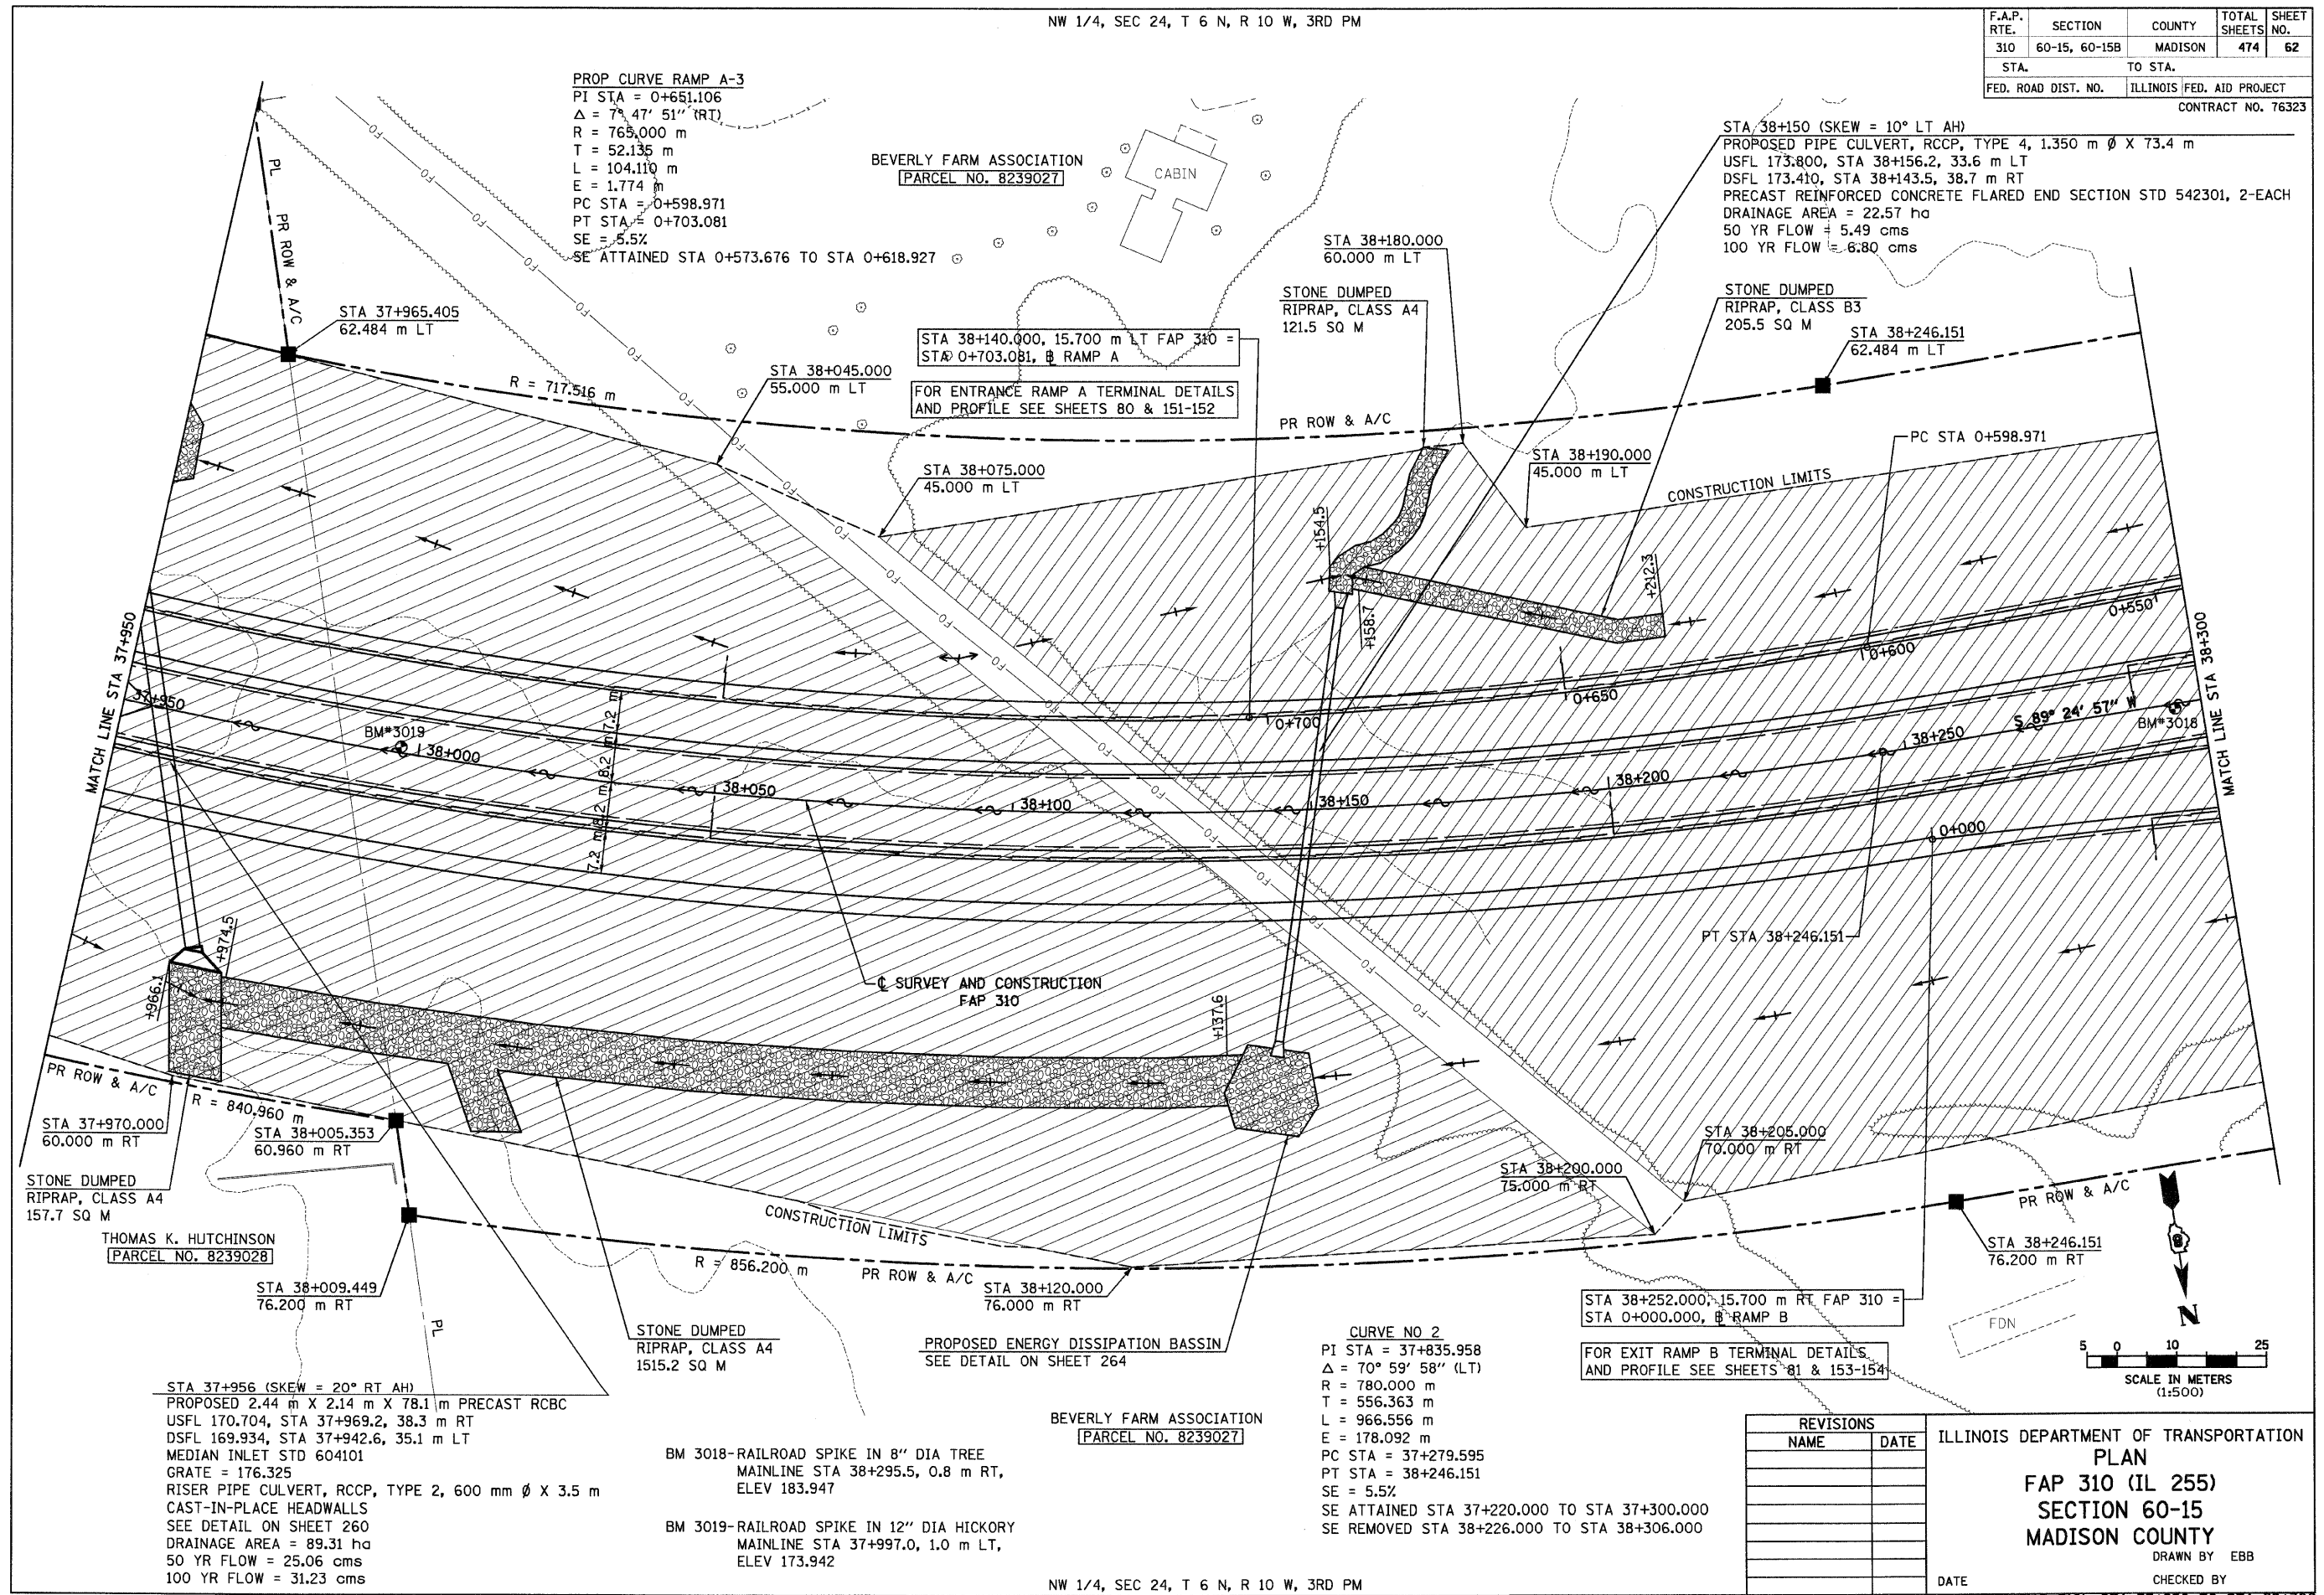 NW 1/4, SEC 24, T 6 N, R 10 W, 3RD PM
F.A.P. RTE. SECTION COUNTY TOTAL SHEETS SHEET NO.
310 60-15, 60-15B MADISON 474 62
STA. TO STA.
FED. ROAD DIST. NO. ILLINOIS FED. AID PROJECT
CONTRACT NO. 76323
PROP CURVE RAMP A-3
PI STA = 0+651.106
Δ = 7° 47' 51'' (RT)
R = 765.000 m
T = 52.135 m
L = 104.110 m
E = 1.774 m
PC STA = 0+598.971
PT STA = 0+703.081
SE = 5.5%
SE ATTAINED STA 0+573.676 TO STA 0+618.927
BEVERLY FARM ASSOCIATION
PARCEL NO. 8239027
CABIN
STA 38+150 (SKEW = 10° LT AH)
PROPOSED PIPE CULVERT, RCCP, TYPE 4, 1.350 m Ø X 73.4 m
USFL 173.800, STA 38+156.2, 33.6 m LT
DSFL 173.410, STA 38+143.5, 38.7 m RT
PRECAST REINFORCED CONCRETE FLARED END SECTION STD 542301, 2-EACH
DRAINAGE AREA = 22.57 ha
50 YR FLOW = 5.49 cms
100 YR FLOW = 6.80 cms
PL
PR ROW & A/C
FO FO FO FO FO FO FO FO FO FO FO FO FO FO FO FO FO FO FO FO
STA 37+965.405
62.484 m LT
STA 38+180.000
60.000 m LT
STONE DUMPED
RIPRAP, CLASS A4
121.5 SQ M
STONE DUMPED
RIPRAP, CLASS B3
205.5 SQ M
STA 38+246.151
62.484 m LT
STA 38+140.000, 15.700 m LT FAP 310 =
STA 0+703.081, ℄ RAMP A
FOR ENTRANCE RAMP A TERMINAL DETAILS
AND PROFILE SEE SHEETS 80 & 151-152
STA 38+045.000
55.000 m LT
R = 717.516 m
PR ROW & A/C
STA 38+075.000
45.000 m LT
STA 38+190.000
45.000 m LT
PC STA 0+598.971
CONSTRUCTION LIMITS
+154.5
+158.7
+212.3
0+550
0+600
0+650
0+700
MATCH LINE STA 37+950
MATCH LINE STA 38+300
37+950
BM#3019
38+000
38+050
38+100
38+150
38+200
38+250
S 89° 24' 57" W
BM#3018
7.2 m 8.2 m 8.2 m 7.2 m
0+000
PT STA 38+246.151
℄ SURVEY AND CONSTRUCTION
FAP 310
+974.5
+966.1
+137.6
PR ROW & A/C
R = 840.960 m
STA 37+970.000
60.000 m RT
STA 38+005.353
60.960 m RT
STONE DUMPED
RIPRAP, CLASS A4
157.7 SQ M
THOMAS K. HUTCHINSON
PARCEL NO. 8239028
STA 38+009.449
76.200 m RT
PL
CONSTRUCTION LIMITS
R = 856.200 m
PR ROW & A/C
STA 38+120.000
76.000 m RT
STA 38+200.000
75.000 m RT
STA 38+205.000
70.000 m RT
PR ROW & A/C
STA 38+246.151
76.200 m RT
STONE DUMPED
RIPRAP, CLASS A4
1515.2 SQ M
PROPOSED ENERGY DISSIPATION BASSIN
SEE DETAIL ON SHEET 264
STA 38+252.000, 15.700 m RT FAP 310 =
STA 0+000.000, ℄ RAMP B
FOR EXIT RAMP B TERMINAL DETAILS
AND PROFILE SEE SHEETS 81 & 153-154
FDN
N
5 0 10 25
SCALE IN METERS
(1:500)
STA 37+956 (SKEW = 20° RT AH)
PROPOSED 2.44 m X 2.14 m X 78.1 m PRECAST RCBC
USFL 170.704, STA 37+969.2, 38.3 m RT
DSFL 169.934, STA 37+942.6, 35.1 m LT
MEDIAN INLET STD 604101
GRATE = 176.325
RISER PIPE CULVERT, RCCP, TYPE 2, 600 mm Ø X 3.5 m
CAST-IN-PLACE HEADWALLS
SEE DETAIL ON SHEET 260
DRAINAGE AREA = 89.31 ha
50 YR FLOW = 25.06 cms
100 YR FLOW = 31.23 cms
BM 3018-RAILROAD SPIKE IN 8'' DIA TREE
MAINLINE STA 38+295.5, 0.8 m RT,
ELEV 183.947
BM 3019-RAILROAD SPIKE IN 12'' DIA HICKORY
MAINLINE STA 37+997.0, 1.0 m LT,
ELEV 173.942
BEVERLY FARM ASSOCIATION
PARCEL NO. 8239027
CURVE NO 2
PI STA = 37+835.958
Δ = 70° 59' 58'' (LT)
R = 780.000 m
T = 556.363 m
L = 966.556 m
E = 178.092 m
PC STA = 37+279.595
PT STA = 38+246.151
SE = 5.5%
SE ATTAINED STA 37+220.000 TO STA 37+300.000
SE REMOVED STA 38+226.000 TO STA 38+306.000
REVISIONS
NAME DATE
ILLINOIS DEPARTMENT OF TRANSPORTATION
PLAN
FAP 310 (IL 255)
SECTION 60-15
MADISON COUNTY
DRAWN BY EBB
DATE CHECKED BY
NW 1/4, SEC 24, T 6 N, R 10 W, 3RD PM